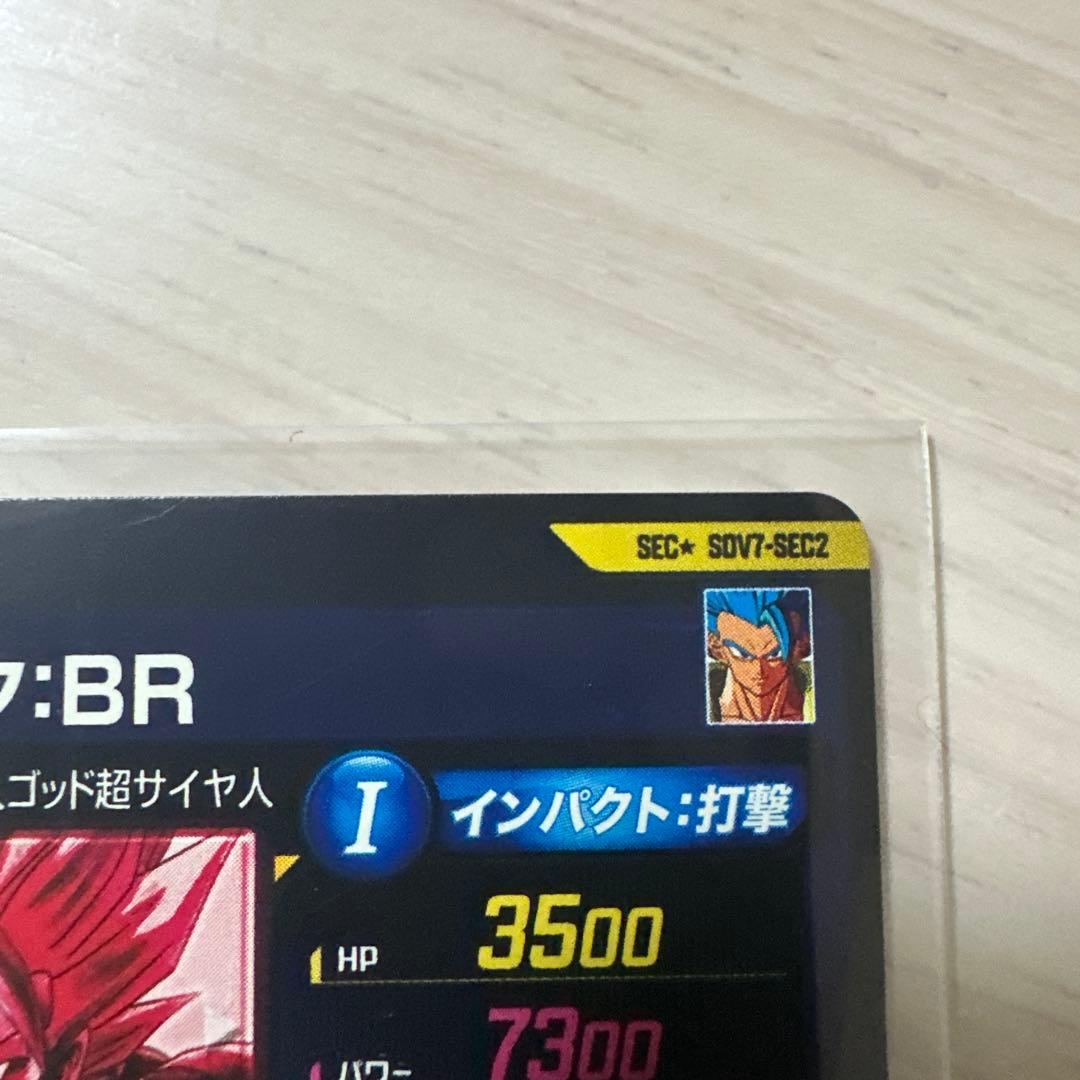 SEC★ SDV7-SEC2
:BR
ゴッド超サイヤ人
I インパクト:打撃
HP 3500
パワー 7300